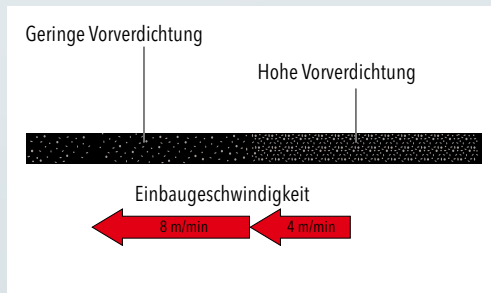 Geringe Vorverdichtung
Hohe Vorverdichtung
Einbaugeschwindigkeit
8 m/min
4 m/min